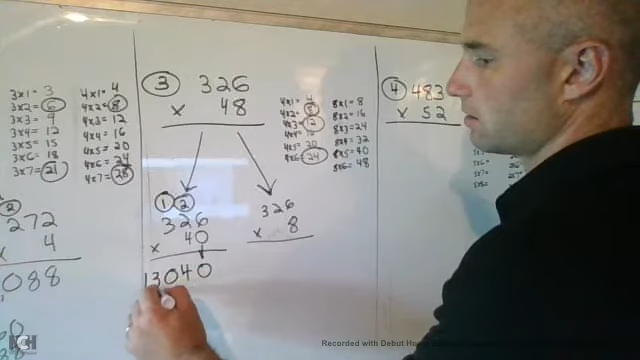 3x1= 3
3x2= 6
3x3= 9
3x4= 12
3x5= 15
3x6= 18
3x7= 21
4x1= 4
4x2= 8
4x3= 12
4x4= 16
4x5= 20
4x6= 24
4x7= 28
2
272
x 4
088
3 326
x 48
4x1= 4
4x2= 8
4x3= 12
4x4= 16
4x5= 20
4x6= 24
8x1= 8
8x2= 16
8x3= 24
8x4= 32
8x5= 40
8x6= 48
1 2
326
x 40
13040
326
x 8
4 483
x 52
Recorded with Debut